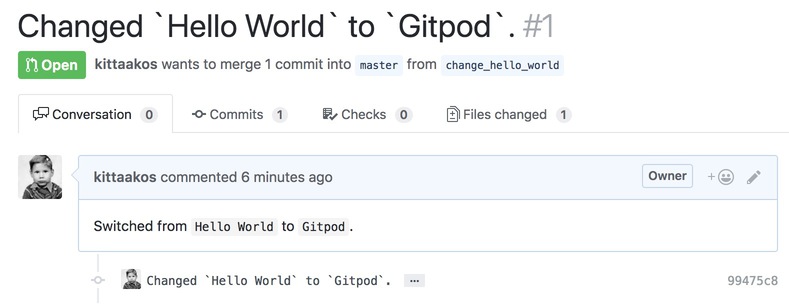 Changed `Hello World` to `Gitpod`. #1
Open kittaakos wants to merge 1 commit into master from change_hello_world
Conversation 0 Commits 1 Checks 0 Files changed 1
kittaakos commented 6 minutes ago Owner
Switched from Hello World to Gitpod.
Changed `Hello World` to `Gitpod`. ... 99475c8